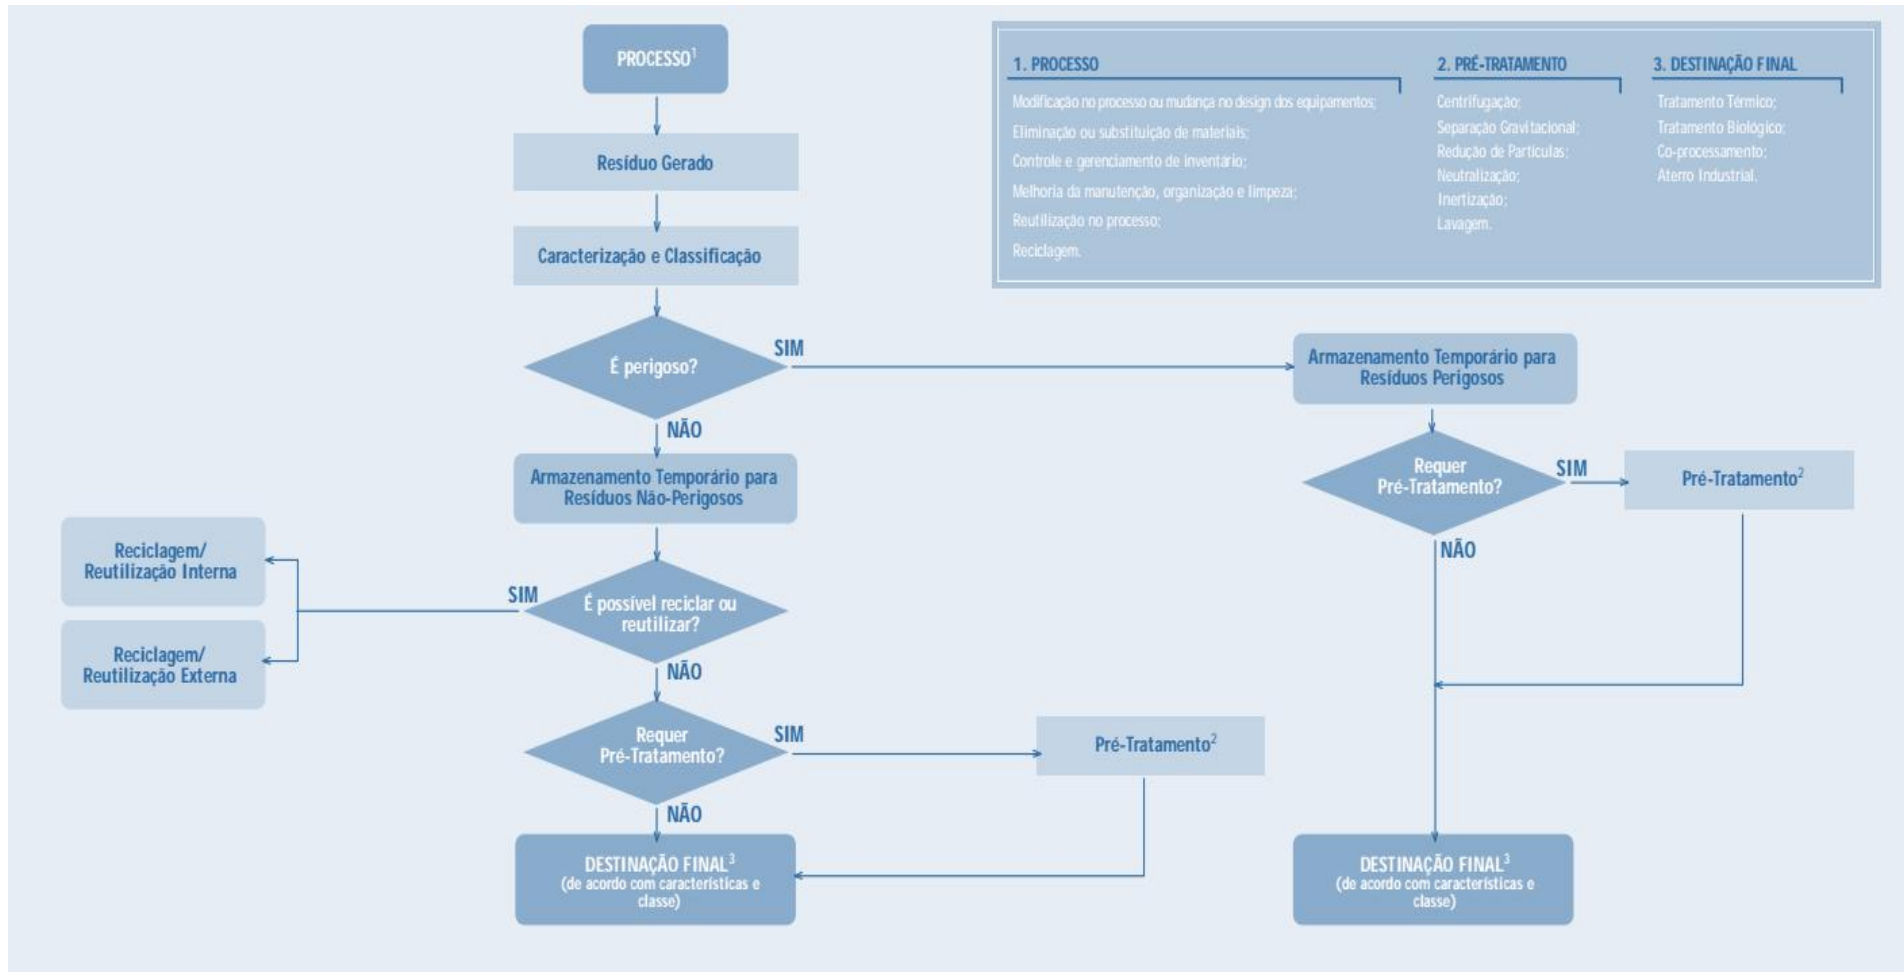 PROCESSO¹
Resíduo Gerado
Caracterização e Classificação
É perigoso?
SIM
NÃO
Armazenamento Temporário para
Resíduos Não-Perigosos
É possível reciclar ou
reutilizar?
SIM
Reciclagem/
Reutilização Interna
Reciclagem/
Reutilização Externa
NÃO
Requer
Pré-Tratamento?
SIM
Pré-Tratamento²
NÃO
DESTINAÇÃO FINAL³
(de acordo com características e
classe)
Armazenamento Temporário para
Resíduos Perigosos
Requer
Pré-Tratamento?
SIM
Pré-Tratamento²
NÃO
DESTINAÇÃO FINAL³
(de acordo com características e
classe)
1. PROCESSO
Modificação no processo ou mudança no design dos equipamentos;
Eliminação ou substituição de materiais;
Controle e gerenciamento de inventário;
Melhoria da manutenção, organização e limpeza;
Reutilização no processo;
Reciclagem.
2. PRÉ-TRATAMENTO
Centrifugação;
Separação Gravitacional;
Redução de Partículas;
Neutralização;
Inertização;
Lavagem.
3. DESTINAÇÃO FINAL
Tratamento Térmico;
Tratamento Biológico;
Co-processamento;
Aterro Industrial.